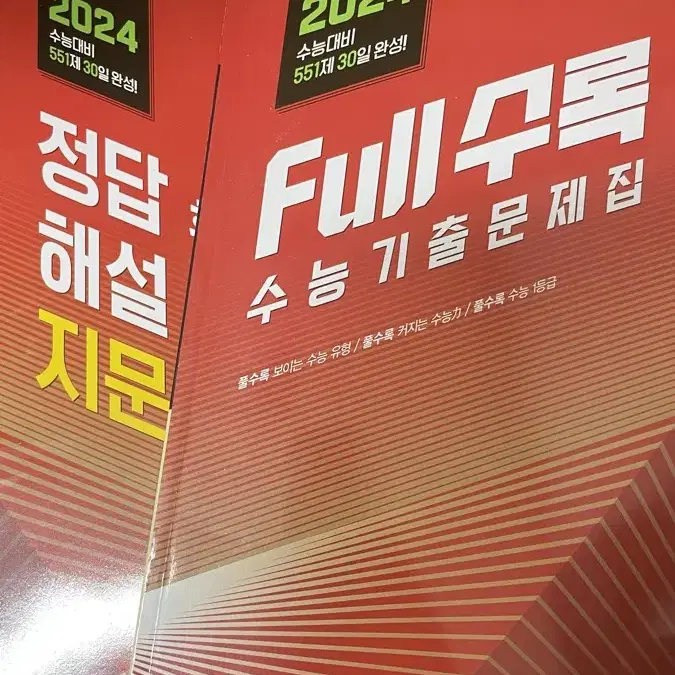 2024
수능대비
551제 30일 완성!
정답
해설
지문
2024
수능대비
551제 30일 완성!
Full수록
수능기출문제집
풀수록 보이는 수능 유형 / 풀수록 커지는 수능力 / 풀수록 수능 1등급